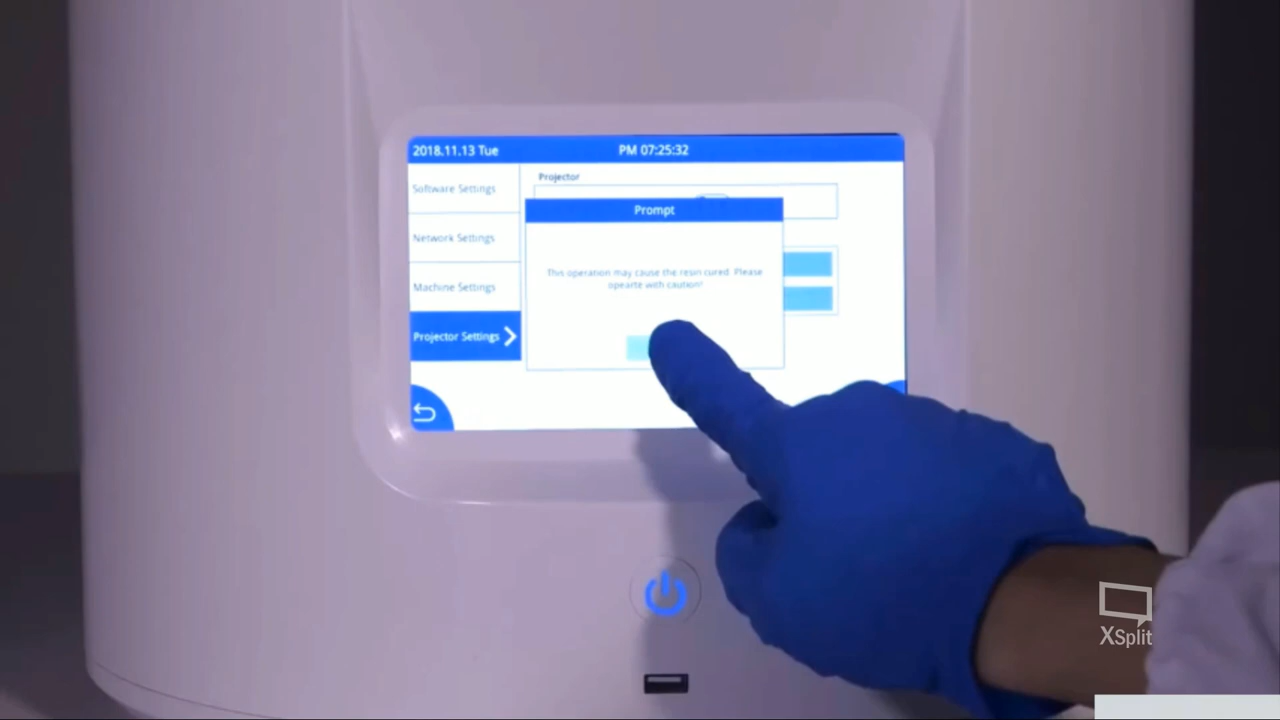 2018.11.13 Tue
PM 07:25:32
Software Settings
Network Settings
Machine Settings
Projector Settings
Projector
Prompt
This operation may cause the resin cured. Please
opearte with caution!
XSplit